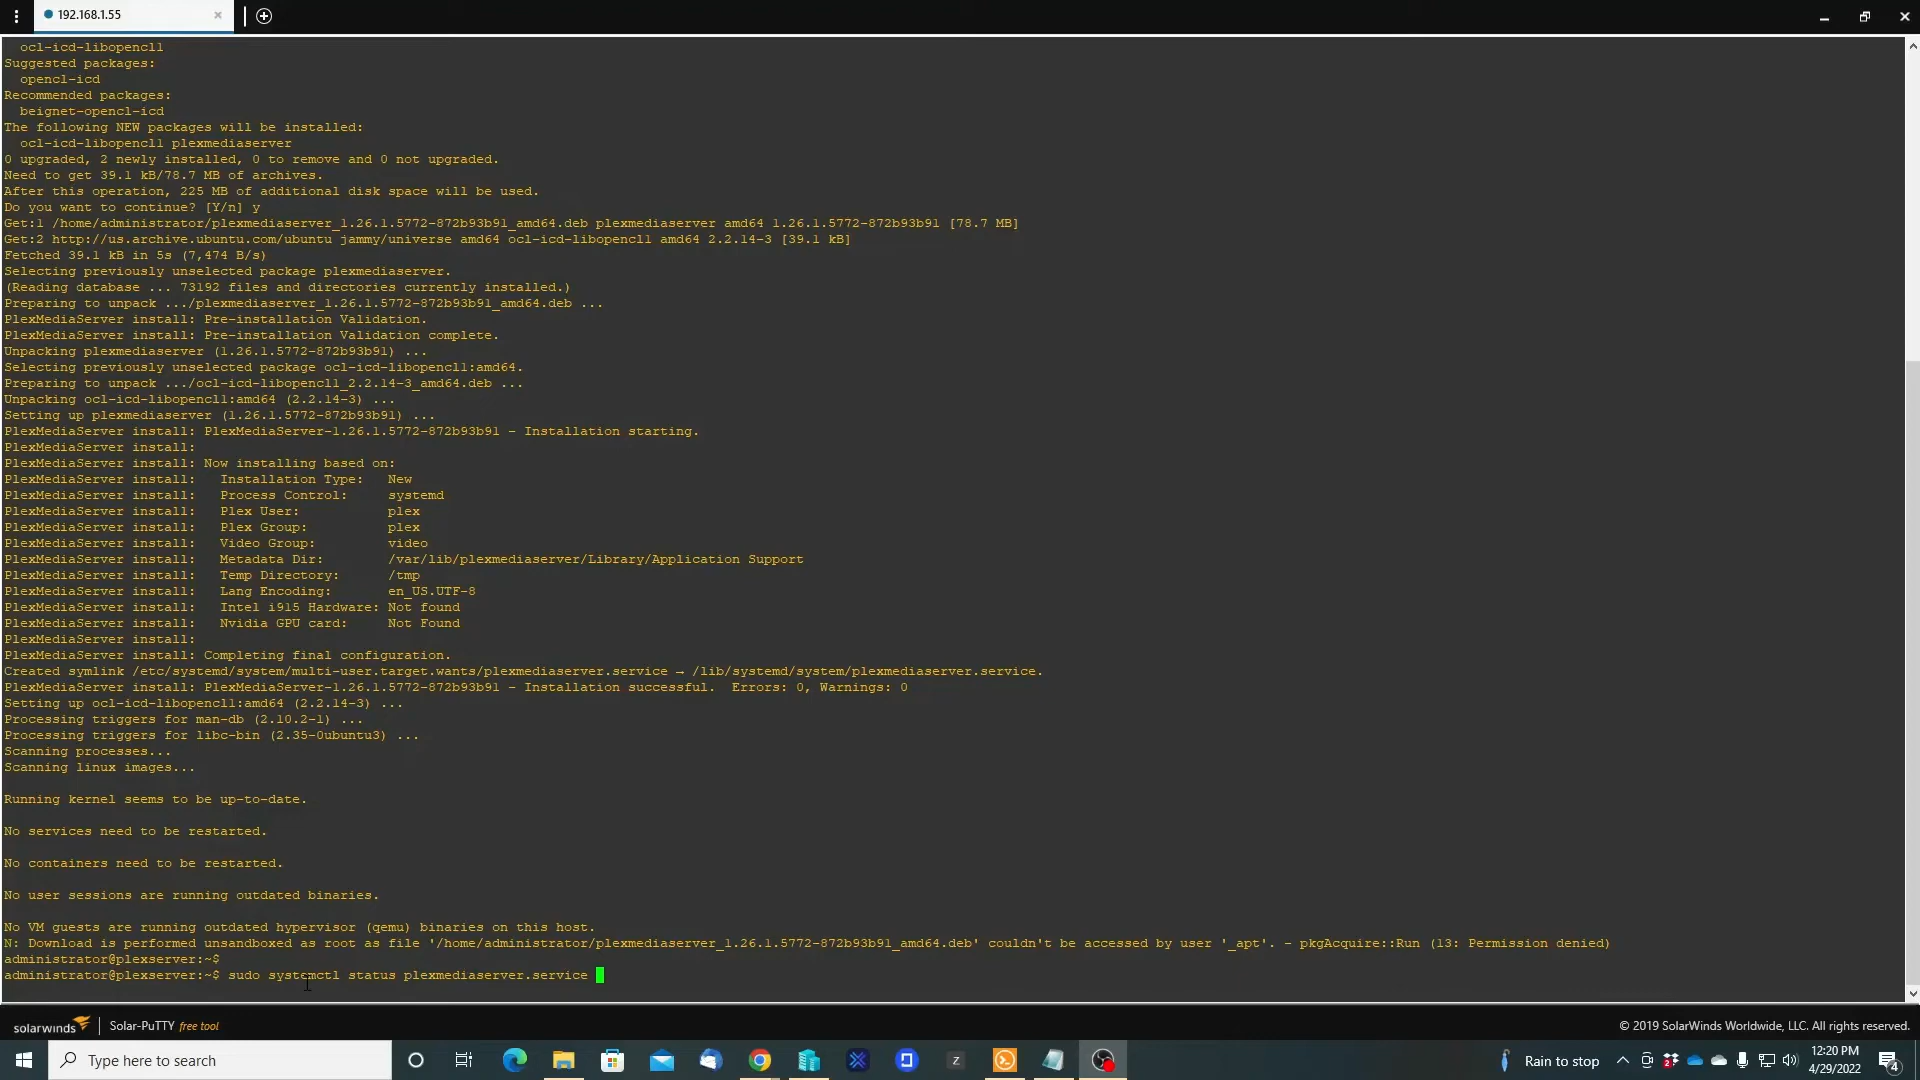 192.168.1.55
ocl-icd-libopencl1
Suggested packages:
opencl-icd
Recommended packages:
beignet-opencl-icd
The following NEW packages will be installed:
ocl-icd-libopencl1 plexmediaserver
0 upgraded, 2 newly installed, 0 to remove and 0 not upgraded.
Need to get 39.1 kB/78.7 MB of archives.
After this operation, 225 MB of additional disk space will be used.
Do you want to continue? [Y/n] y
Get:1 /home/administrator/plexmediaserver_1.26.1.5772-872b93b91_amd64.deb plexmediaserver amd64 1.26.1.5772-872b93b91 [78.7 MB]
Get:2 http://us.archive.ubuntu.com/ubuntu jammy/universe amd64 ocl-icd-libopencl1 amd64 2.2.14-3 [39.1 kB]
Fetched 39.1 kB in 5s (7,474 B/s)
Selecting previously unselected package plexmediaserver.
(Reading database ... 73192 files and directories currently installed.)
Preparing to unpack .../plexmediaserver_1.26.1.5772-872b93b91_amd64.deb ...
PlexMediaServer install: Pre-installation Validation.
PlexMediaServer install: Pre-installation Validation complete.
Unpacking plexmediaserver (1.26.1.5772-872b93b91) ...
Selecting previously unselected package ocl-icd-libopencl1:amd64.
Preparing to unpack .../ocl-icd-libopencl1_2.2.14-3_amd64.deb ...
Unpacking ocl-icd-libopencl1:amd64 (2.2.14-3) ...
Setting up plexmediaserver (1.26.1.5772-872b93b91) ...
PlexMediaServer install: PlexMediaServer-1.26.1.5772-872b93b91 - Installation starting.
PlexMediaServer install:
PlexMediaServer install: Now installing based on:
PlexMediaServer install:   Installation Type:   New
PlexMediaServer install:   Process Control:     systemd
PlexMediaServer install:   Plex User:           plex
PlexMediaServer install:   Plex Group:          plex
PlexMediaServer install:   Video Group:         video
PlexMediaServer install:   Metadata Dir:        /var/lib/plexmediaserver/Library/Application Support
PlexMediaServer install:   Temp Directory:      /tmp
PlexMediaServer install:   Lang Encoding:       en_US.UTF-8
PlexMediaServer install:   Intel i915 Hardware: Not found
PlexMediaServer install:   Nvidia GPU card:     Not Found
PlexMediaServer install:
PlexMediaServer install: Completing final configuration.
Created symlink /etc/systemd/system/multi-user.target.wants/plexmediaserver.service → /lib/systemd/system/plexmediaserver.service.
PlexMediaServer install: PlexMediaServer-1.26.1.5772-872b93b91 - Installation successful.  Errors: 0, Warnings: 0
Setting up ocl-icd-libopencl1:amd64 (2.2.14-3) ...
Processing triggers for man-db (2.10.2-1) ...
Processing triggers for libc-bin (2.35-0ubuntu3) ...
Scanning processes...
Scanning linux images...
Running kernel seems to be up-to-date.
No services need to be restarted.
No containers need to be restarted.
No user sessions are running outdated binaries.
No VM guests are running outdated hypervisor (qemu) binaries on this host.
N: Download is performed unsandboxed as root as file '/home/administrator/plexmediaserver_1.26.1.5772-872b93b91_amd64.deb' couldn't be accessed by user '_apt'. - pkgAcquire::Run (13: Permission denied)
administrator@plexserver:~$
administrator@plexserver:~$ sudo systemctl status plexmediaserver.service
solarwinds | Solar-PuTTY free tool
© 2019 SolarWinds Worldwide, LLC. All rights reserved.
Type here to search
Z
Rain to stop
12:20 PM
4/29/2022
4